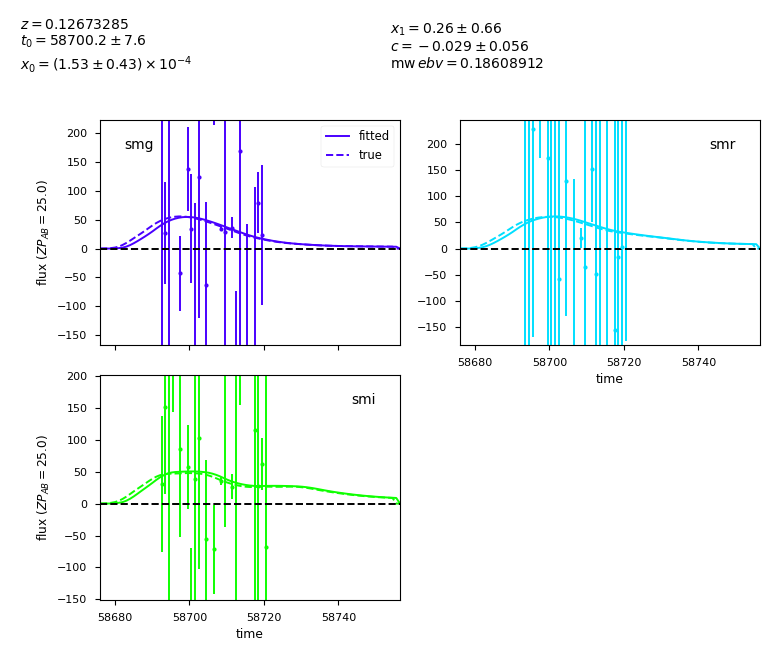 z = 0.12673285
t₀ = 58700.2 ± 7.6
x₀ = (1.53 ± 0.43) × 10⁻⁴
x₁ = 0.26 ± 0.66
c = −0.029 ± 0.056
mw ebv = 0.18608912
smg
fitted
true
200
150
100
50
0
−50
−100
−150
flux (ZP_AB = 25.0)
smr
200
150
100
50
0
−50
−100
−150
58680 58700 58720 58740
time
smi
200
150
100
50
0
−50
−100
−150
flux (ZP_AB = 25.0)
58680 58700 58720 58740
time